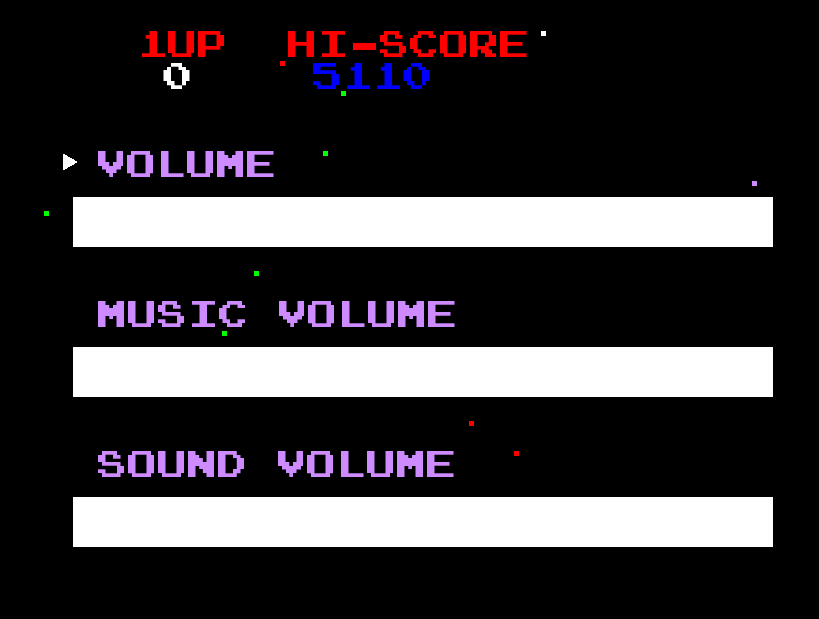 1UP HI-SCORE
0 5110
VOLUME
MUSIC VOLUME
SOUND VOLUME